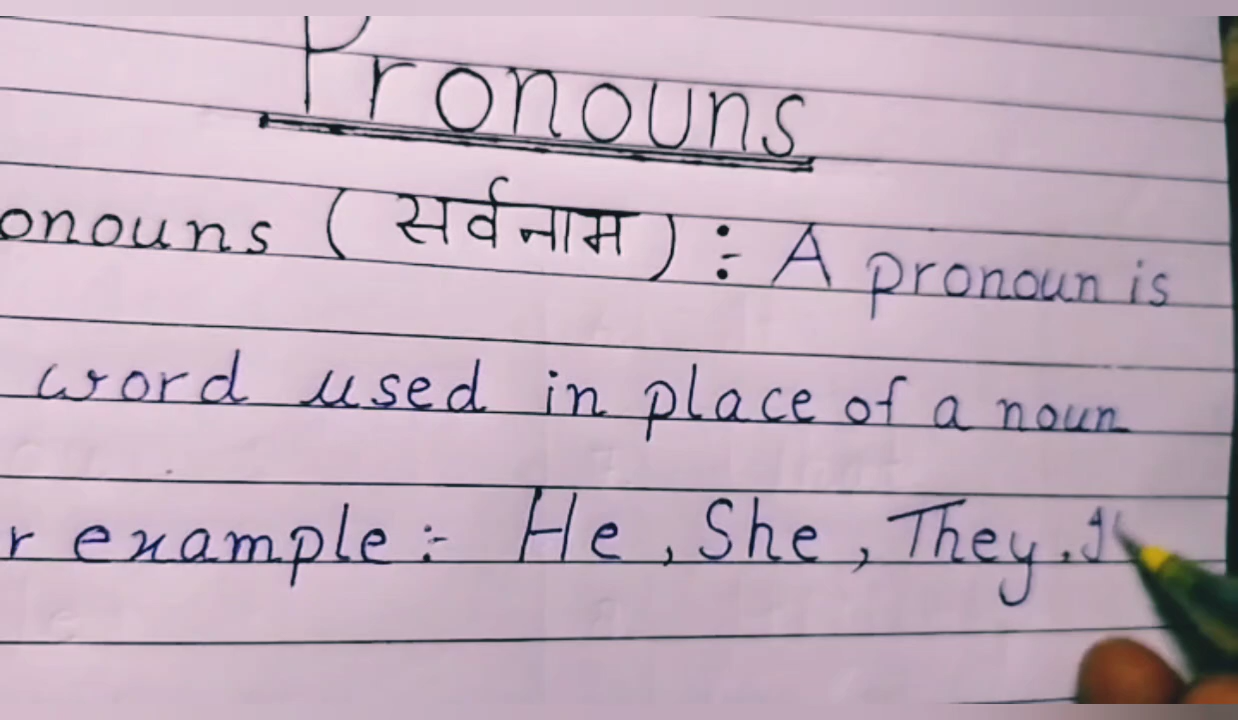 Pronouns
onouns (सर्वनाम) :- A pronoun is
word used in place of a noun
r example :- He, She, They,